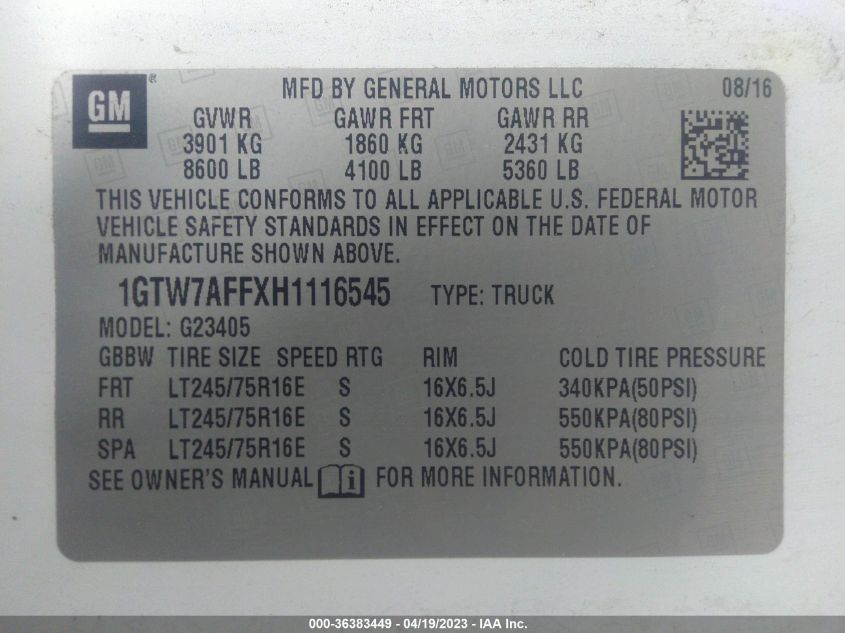 GM ®
MFD BY GENERAL MOTORS LLC 08/16
GVWR GAWR FRT GAWR RR
3901 KG 1860 KG 2431 KG
8600 LB 4100 LB 5360 LB
THIS VEHICLE CONFORMS TO ALL APPLICABLE U.S. FEDERAL MOTOR
VEHICLE SAFETY STANDARDS IN EFFECT ON THE DATE OF
MANUFACTURE SHOWN ABOVE.
1GTW7AFFXH1116545 TYPE: TRUCK
MODEL: G23405
GBBW TIRE SIZE SPEED RTG RIM COLD TIRE PRESSURE
FRT LT245/75R16E S 16X6.5J 340KPA(50PSI)
RR LT245/75R16E S 16X6.5J 550KPA(80PSI)
SPA LT245/75R16E S 16X6.5J 550KPA(80PSI)
SEE OWNER'S MANUAL i FOR MORE INFORMATION.
000-36383449 - 04/19/2023 - IAA Inc.